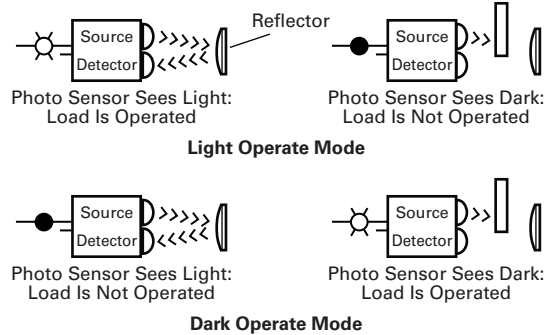 Reflector
Source
Detector
Source
Detector
Photo Sensor Sees Light:
Load Is Operated
Photo Sensor Sees Dark:
Load Is Not Operated
Light Operate Mode
Source
Detector
Source
Detector
Photo Sensor Sees Light:
Load Is Not Operated
Photo Sensor Sees Dark:
Load Is Operated
Dark Operate Mode